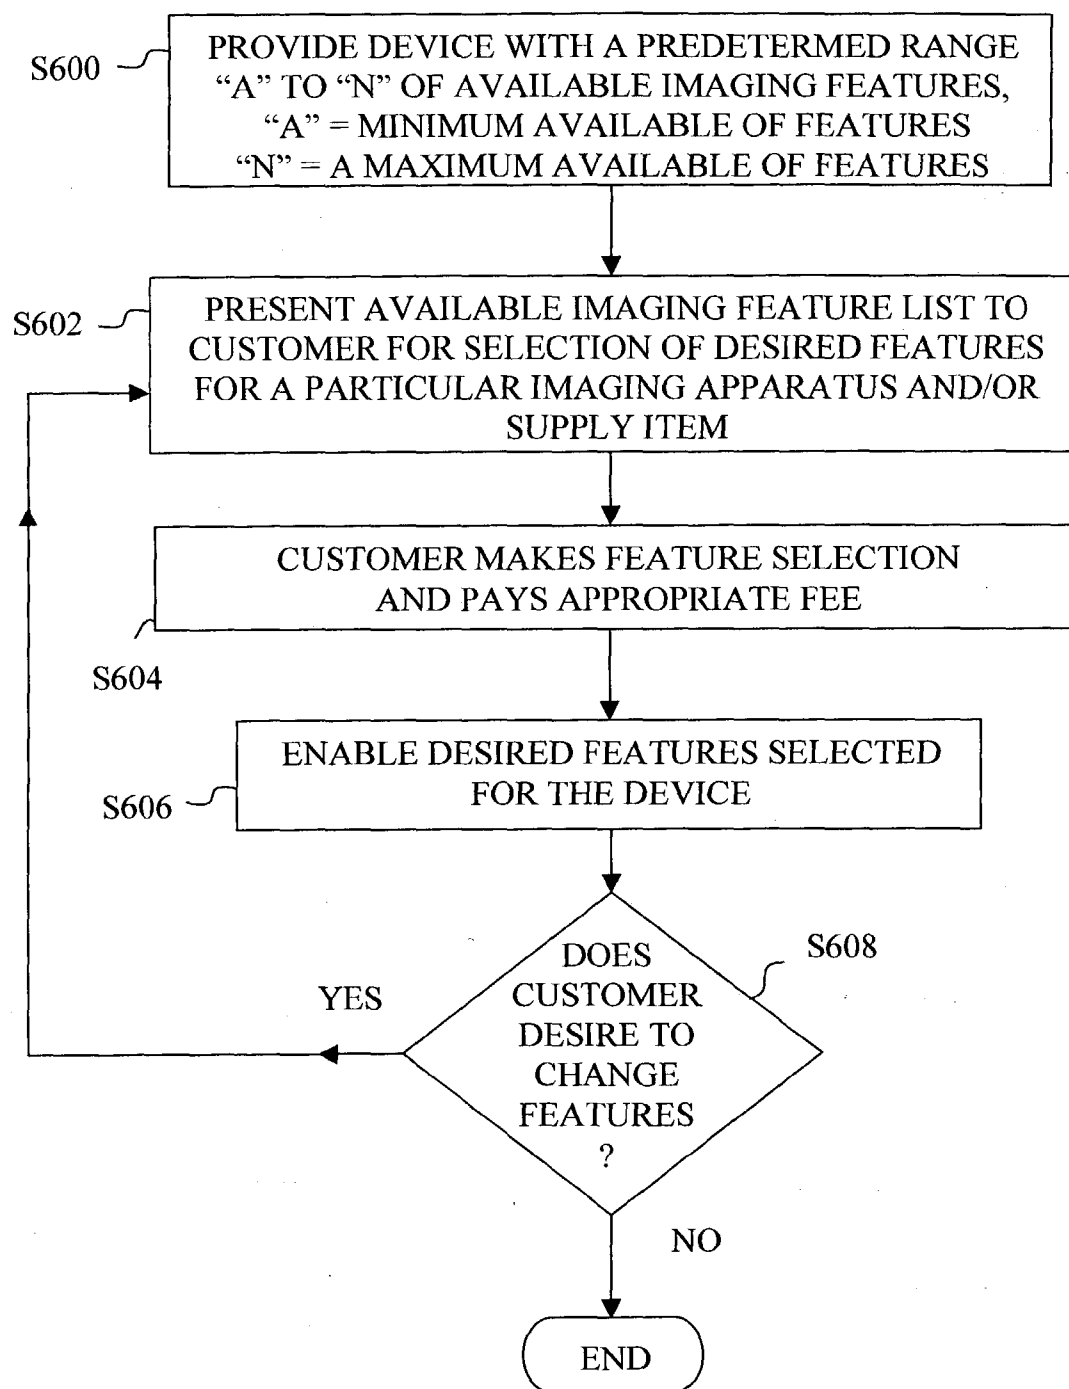 S600
PROVIDE DEVICE WITH A PREDETERMED RANGE
“A” TO “N” OF AVAILABLE IMAGING FEATURES,
“A” = MINIMUM AVAILABLE OF FEATURES
“N” = A MAXIMUM AVAILABLE OF FEATURES
S602
PRESENT AVAILABLE IMAGING FEATURE LIST TO
CUSTOMER FOR SELECTION OF DESIRED FEATURES
FOR A PARTICULAR IMAGING APPARATUS AND/OR
SUPPLY ITEM
CUSTOMER MAKES FEATURE SELECTION
AND PAYS APPROPRIATE FEE
S604
ENABLE DESIRED FEATURES SELECTED
FOR THE DEVICE
S606
S608
DOES
CUSTOMER
DESIRE TO
CHANGE
FEATURES
?
YES
NO
END